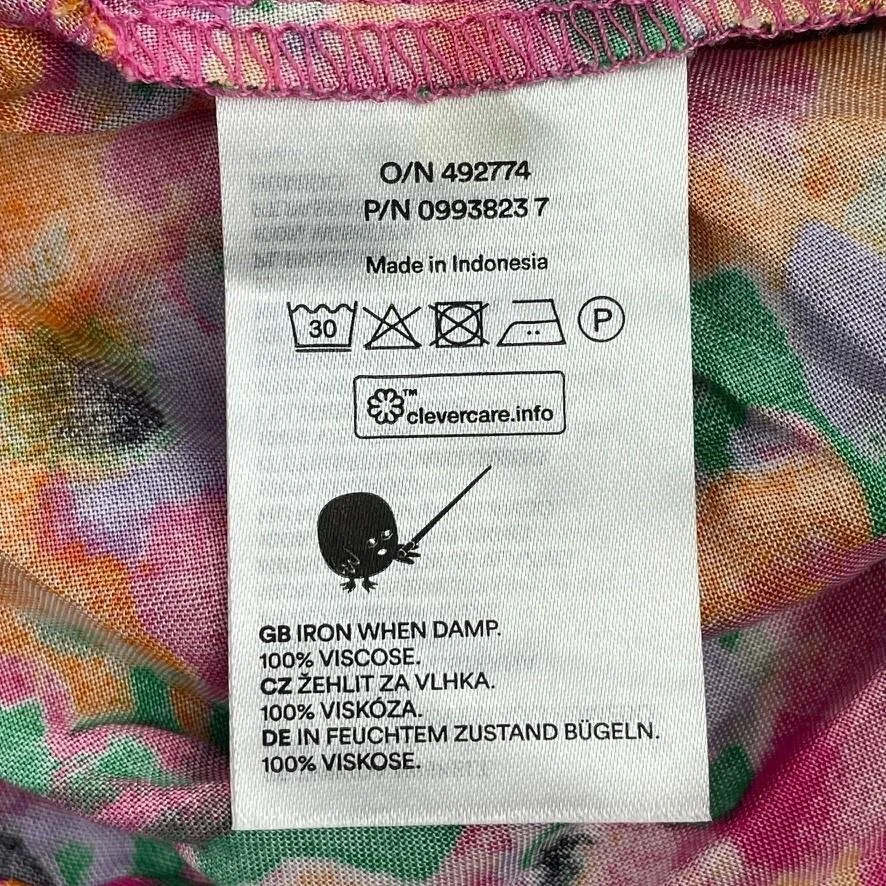 O/N 492774
P/N 0993823 7
Made in Indonesia
30 P
™
clevercare.info
GB IRON WHEN DAMP.
100% VISCOSE.
CZ ŽEHLIT ZA VLHKA.
100% VISKÓZA.
DE IN FEUCHTEM ZUSTAND BÜGELN.
100% VISKOSE.